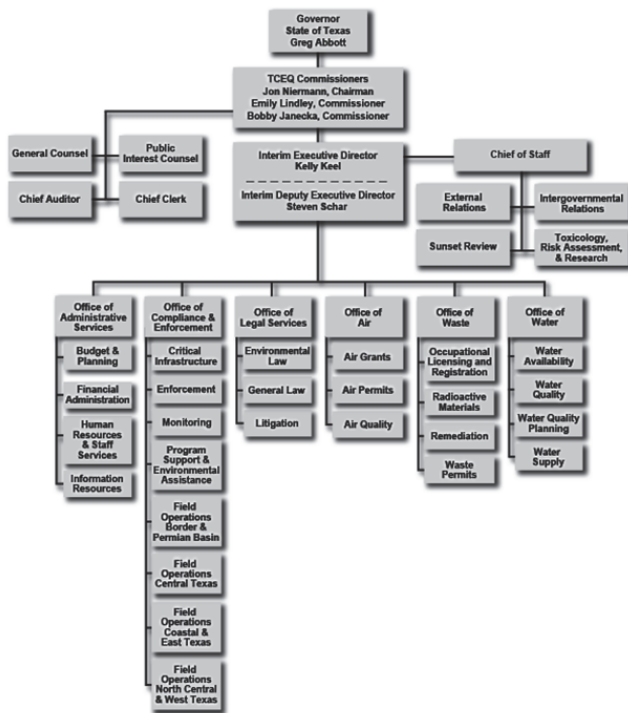 Governor
State of Texas
Greg Abbott
TCEQ Commissioners
Jon Niermann, Chairman
Emily Lindley, Commissioner
Bobby Janecka, Commissioner
General Counsel
Public
Interest Counsel
Chief Auditor
Chief Clerk
Interim Executive Director
Kelly Keel
Interim Deputy Executive Director
Steven Schar
Chief of Staff
External
Relations
Intergovernmental
Relations
Sunset Review
Toxicology,
Risk Assessment,
& Research
Office of
Administrative
Services
Budget &
Planning
Financial
Administration
Human
Resources
& Staff
Services
Information
Resources
Office of
Compliance &
Enforcement
Critical
Infrastructure
Enforcement
Monitoring
Program
Support &
Environmental
Assistance
Field
Operations
Border &
Permian Basin
Field
Operations
Central Texas
Field
Operations
Coastal &
East Texas
Field
Operations
North Central
& West Texas
Office of
Legal Services
Environmental
Law
General Law
Litigation
Office of
Air
Air Grants
Air Permits
Air Quality
Office of
Waste
Occupational
Licensing and
Registration
Radioactive
Materials
Remediation
Waste
Permits
Office of
Water
Water
Availability
Water
Quality
Water Quality
Planning
Water
Supply